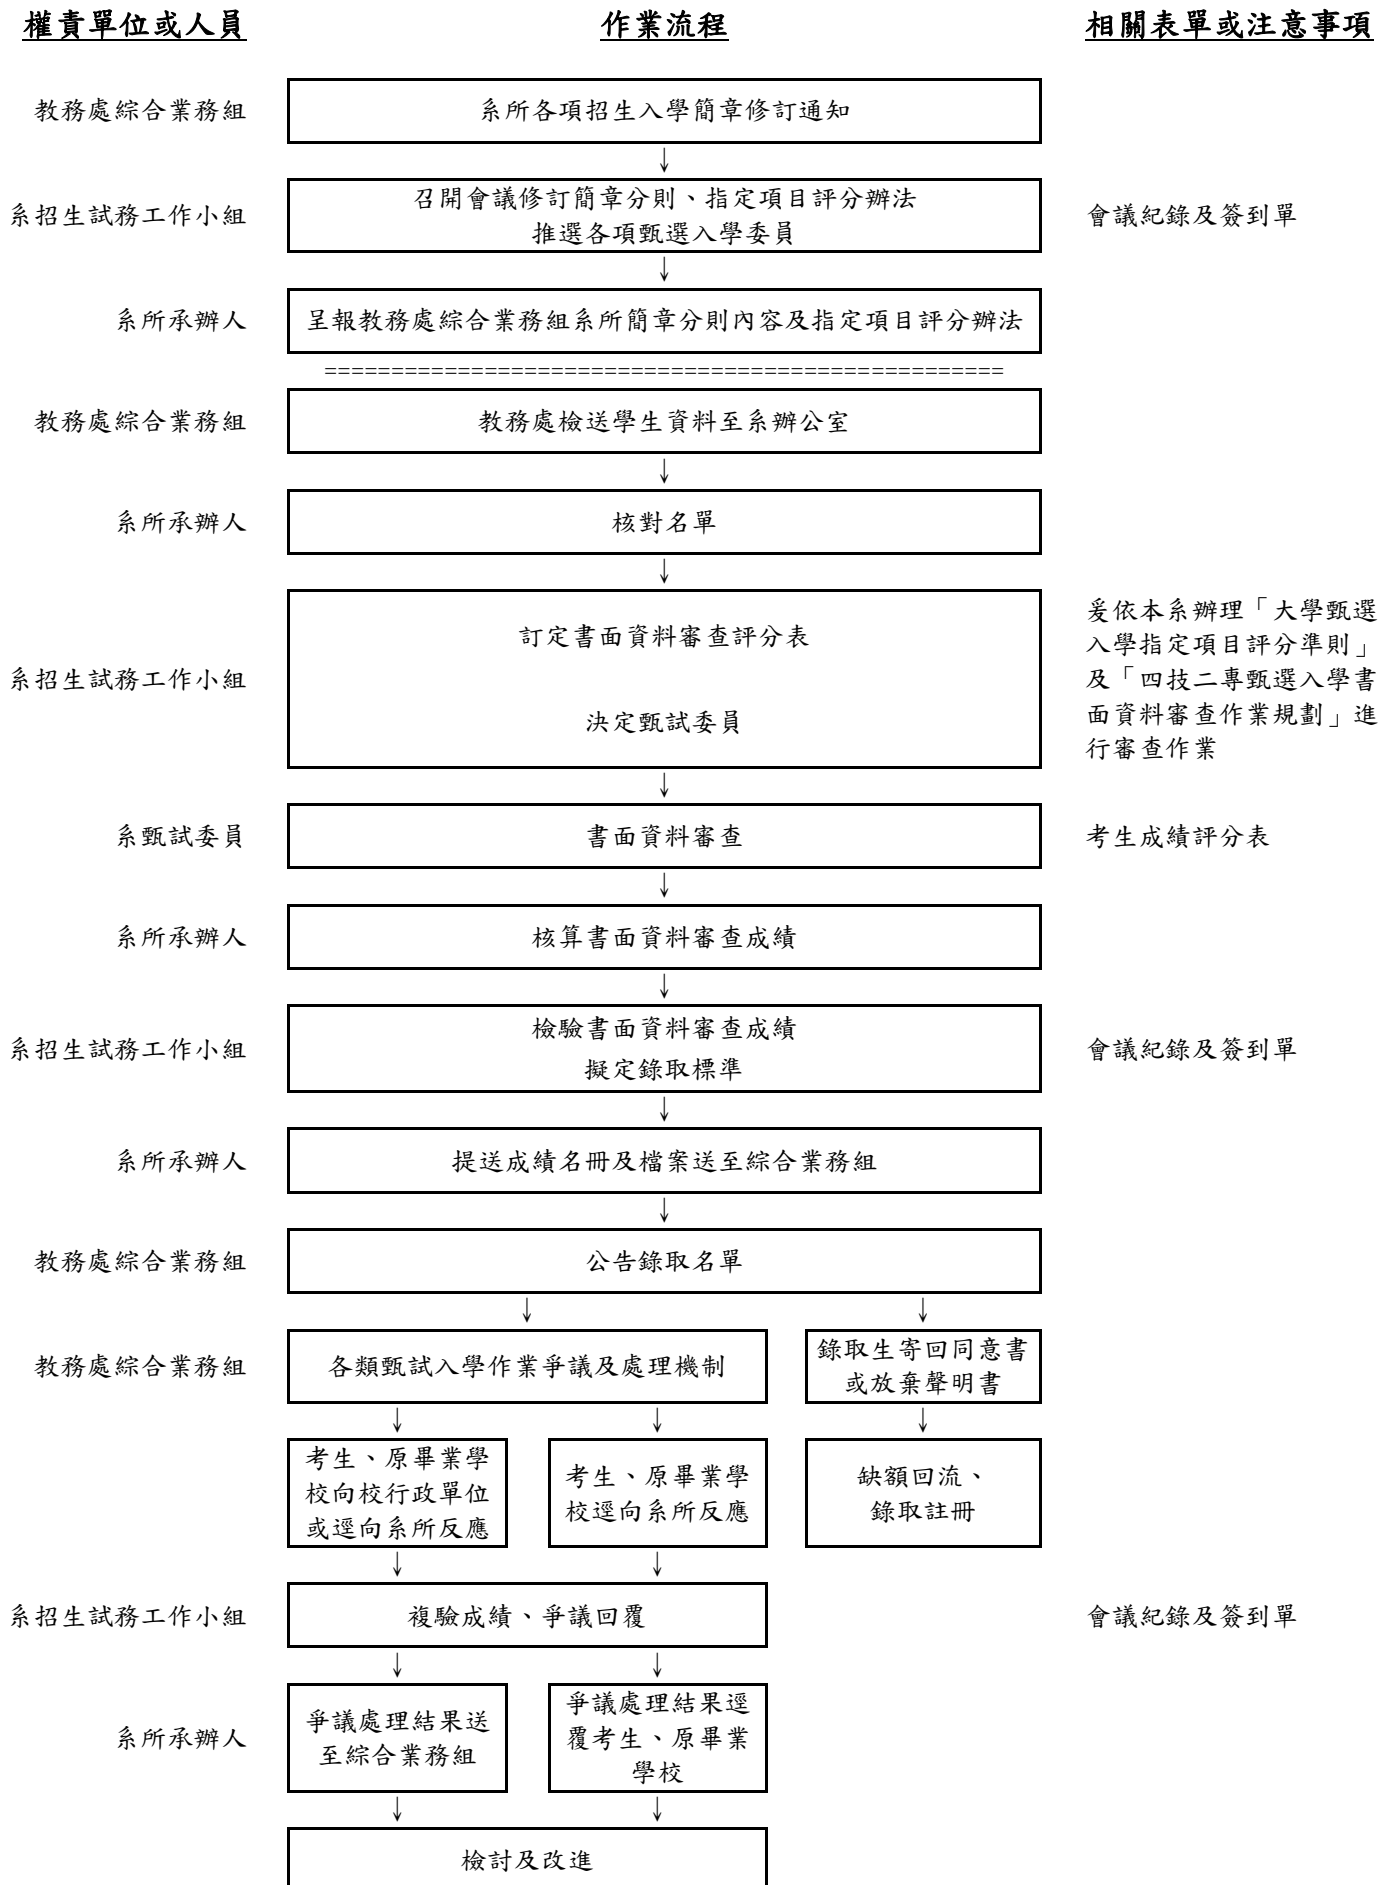 權責單位或人員
作業流程
相關表單或注意事項
教務處綜合業務組
系所各項招生入學簡章修訂通知
↓
系招生試務工作小組
召開會議修訂簡章分則、指定項目評分辦法
推選各項甄選入學委員
會議紀錄及簽到單
↓
系所承辦人
呈報教務處綜合業務組系所簡章分則內容及指定項目評分辦法
===================================================
教務處綜合業務組
教務處檢送學生資料至系辦公室
↓
系所承辦人
核對名單
↓
系招生試務工作小組
訂定書面資料審查評分表
決定甄試委員
爰依本系辦理「大學甄選
入學指定項目評分準則」
及「四技二專甄選入學書
面資料審查作業規劃」進
行審查作業
↓
系甄試委員
書面資料審查
考生成績評分表
↓
系所承辦人
核算書面資料審查成績
↓
系招生試務工作小組
檢驗書面資料審查成績
擬定錄取標準
會議紀錄及簽到單
↓
系所承辦人
提送成績名冊及檔案送至綜合業務組
↓
教務處綜合業務組
公告錄取名單
↓ ↓
教務處綜合業務組
各類甄試入學作業爭議及處理機制
錄取生寄回同意書
或放棄聲明書
↓ ↓ ↓
考生、原畢業學
校向校行政單位
或逕向系所反應
考生、原畢業學
校逕向系所反應
缺額回流、
錄取註冊
↓ ↓
系招生試務工作小組
複驗成績、爭議回覆
會議紀錄及簽到單
↓ ↓
系所承辦人
爭議處理結果送
至綜合業務組
爭議處理結果逕
覆考生、原畢業
學校
↓ ↓
檢討及改進